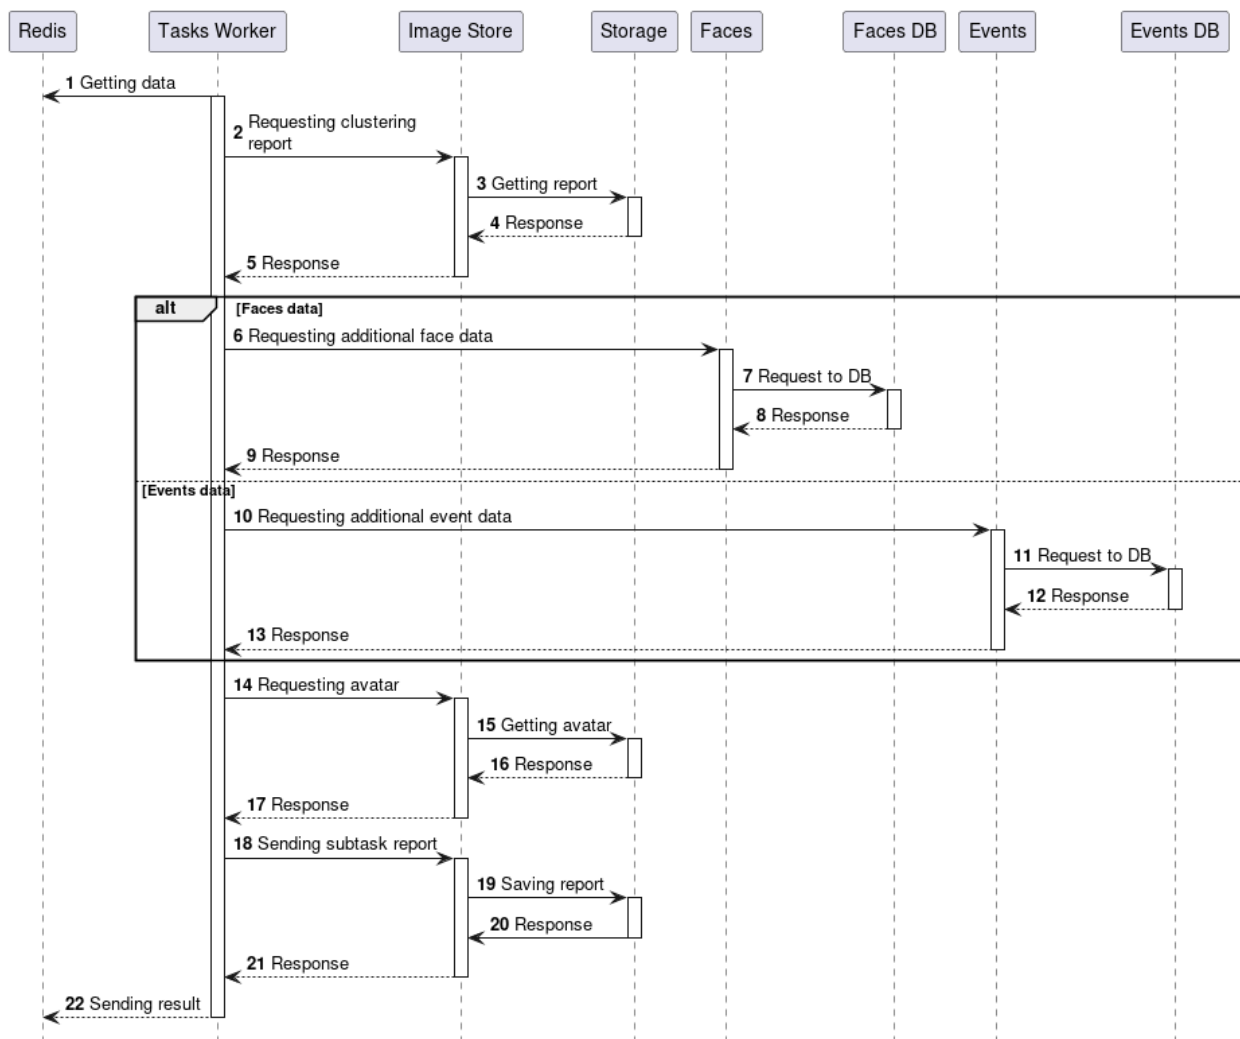 Redis
Tasks Worker
Image Store
Storage
Faces
Faces DB
Events
Events DB
1 Getting data
2 Requesting clustering
report
3 Getting report
4 Response
5 Response
alt
[Faces data]
6 Requesting additional face data
7 Request to DB
8 Response
9 Response
[Events data]
10 Requesting additional event data
11 Request to DB
12 Response
13 Response
14 Requesting avatar
15 Getting avatar
16 Response
17 Response
18 Sending subtask report
19 Saving report
20 Response
21 Response
22 Sending result